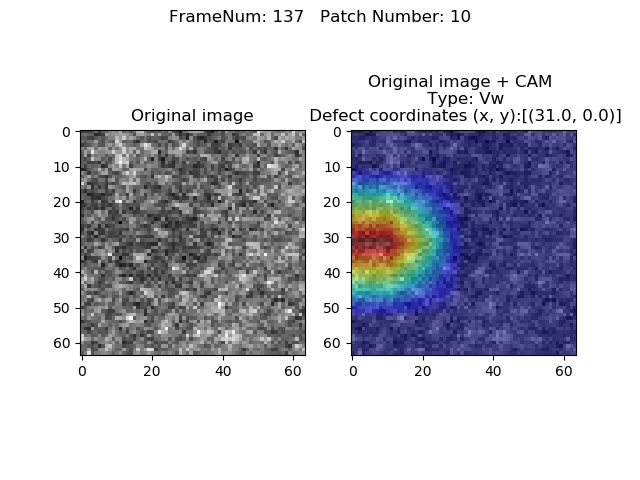 FrameNum: 137   Patch Number: 10
Original image
0
10
20
30
40
50
60
0 20 40 60
Original image + CAM
Type: Vw
Defect coordinates (x, y):[(31.0, 0.0)]
0
10
20
30
40
50
60
0 20 40 60